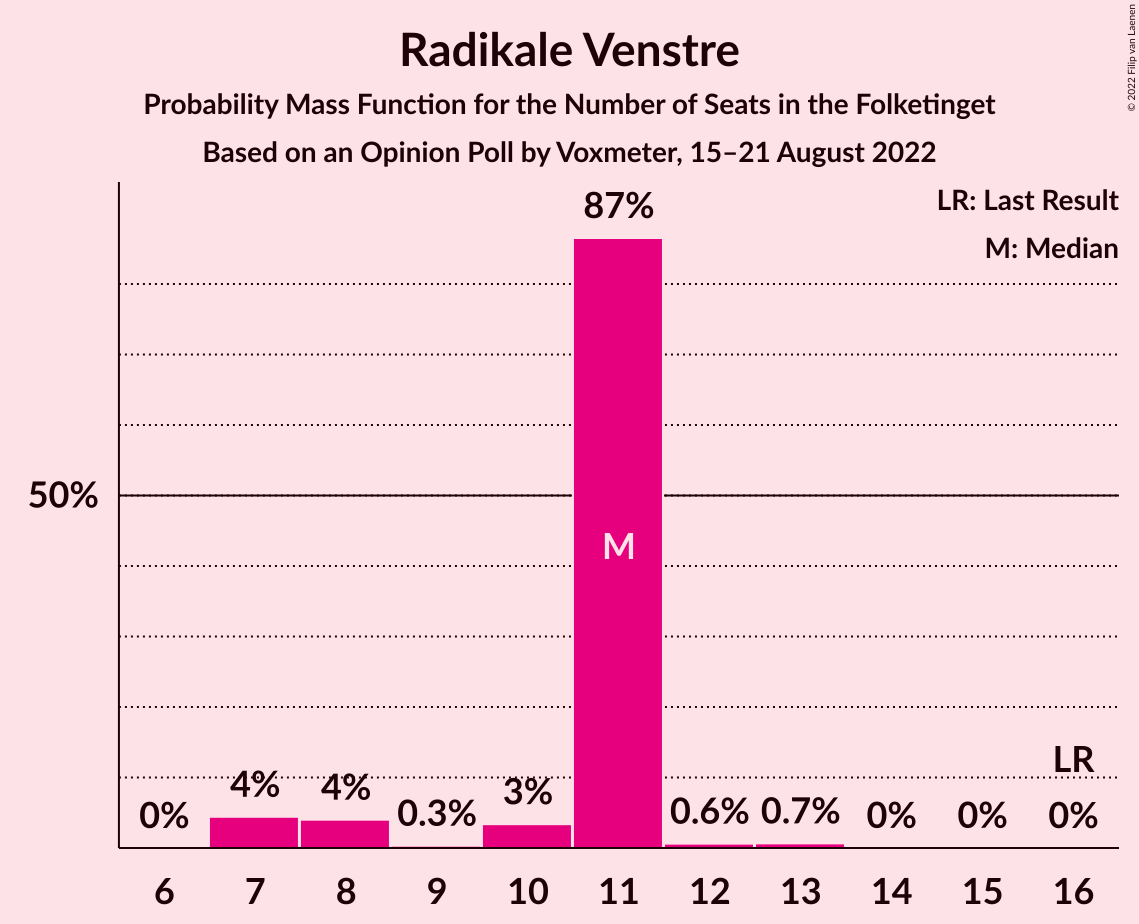 Radikale Venstre
Probability Mass Function for the Number of Seats in the Folketinget
Based on an Opinion Poll by Voxmeter, 15–21 August 2022
© 2022 Filip van Laenen
LR: Last Result
M: Median
87%
50%
M
LR
0%
4%
4%
0.3%
3%
0.6%
0.7%
0%
0%
0%
6
7
8
9
10
11
12
13
14
15
16